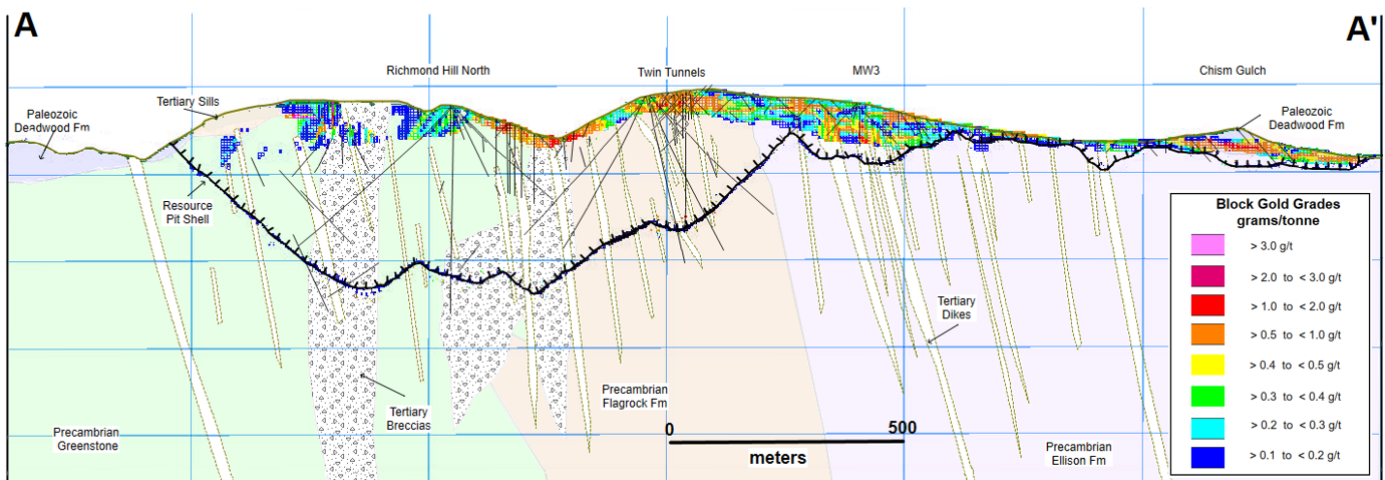 A
A'
Richmond Hill North
Twin Tunnels
MW3
Chism Gulch
Tertiary Sills
Paleozoic
Deadwood Fm
Paleozoic
Deadwood Fm
Resource
Pit Shell
Block Gold Grades
grams/tonne
> 3.0 g/t
> 2.0 to < 3.0 g/t
> 1.0 to < 2.0 g/t
> 0.5 to < 1.0 g/t
> 0.4 to < 0.5 g/t
> 0.3 to < 0.4 g/t
> 0.2 to < 0.3 g/t
> 0.1 to < 0.2 g/t
Tertiary
Dikes
Precambrian
Flagrock Fm
Tertiary
Breccias
Precambrian
Greenstone
0
500
meters
Precambrian
Ellison Fm